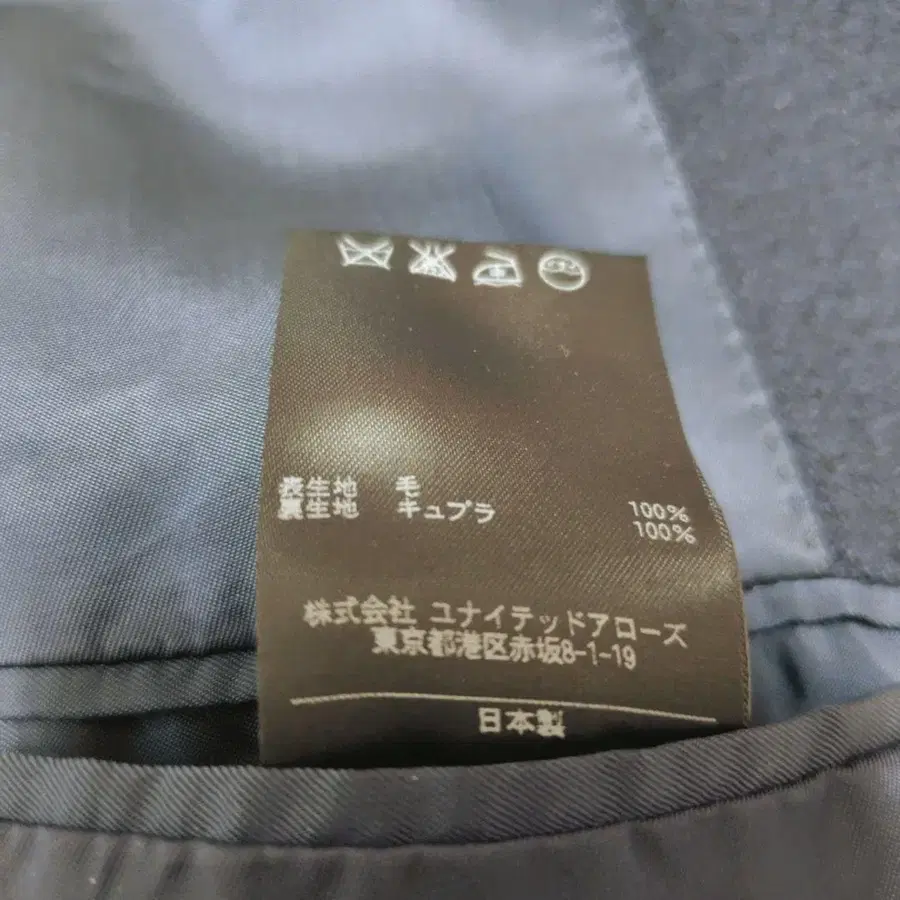 表生地 毛 100%
裏生地 キュプラ 100%
株式会社 ユナイテッドアローズ
東京都港区赤坂8-1-19
日本製